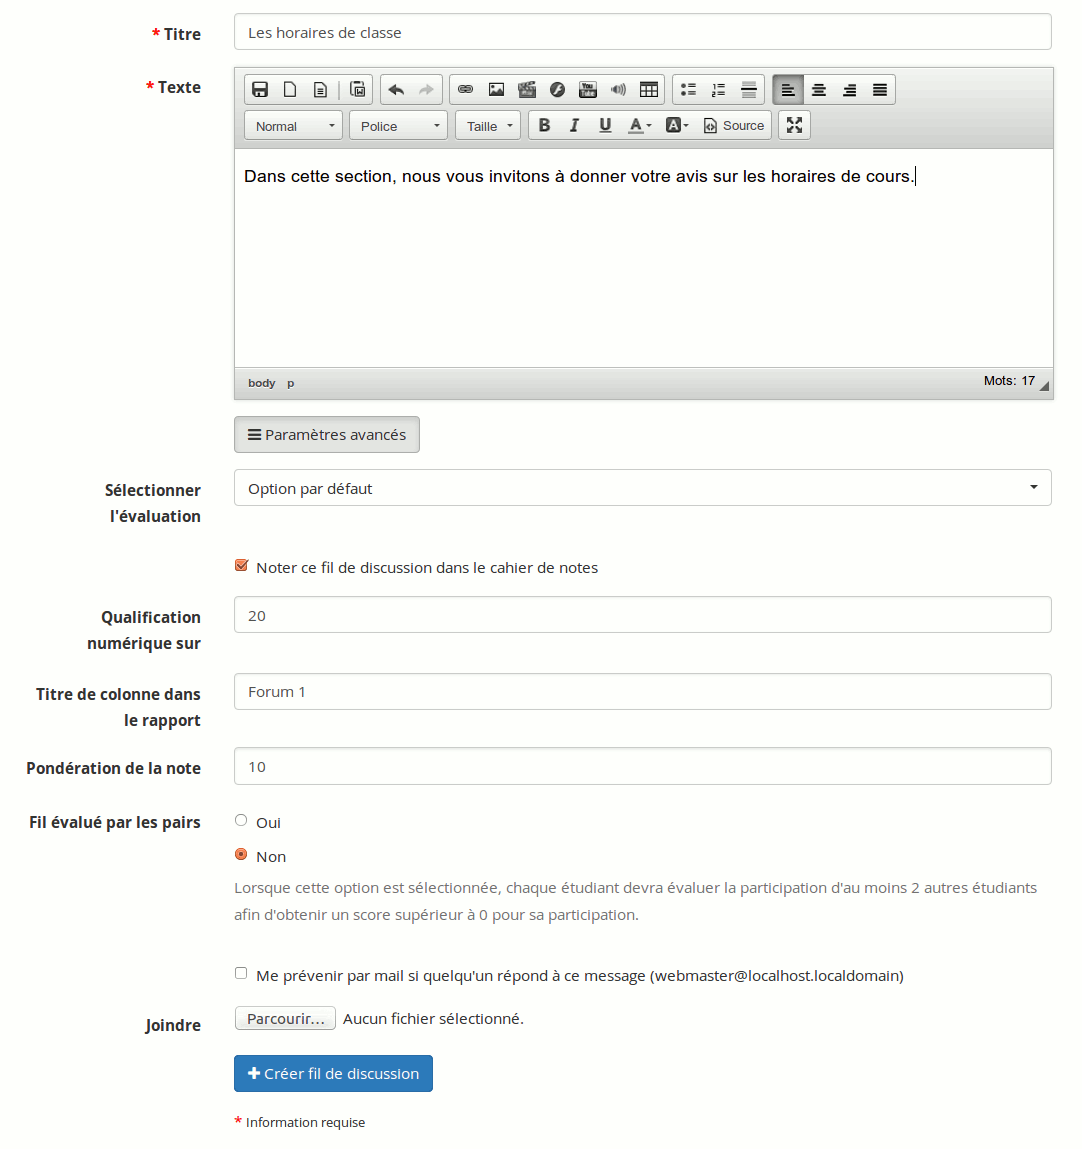 * Titre
Les horaires de classe
* Texte
Normal Police Taille B I U A A Source
Dans cette section, nous vous invitons à donner votre avis sur les horaires de cours.
body p Mots: 17
Paramètres avancés
Sélectionner
l'évaluation
Option par défaut
Noter ce fil de discussion dans le cahier de notes
Qualification
numérique sur
20
Titre de colonne dans
le rapport
Forum 1
Pondération de la note
10
Fil évalué par les pairs
Oui
Non
Lorsque cette option est sélectionnée, chaque étudiant devra évaluer la participation d'au moins 2 autres étudiants
afin d'obtenir un score supérieur à 0 pour sa participation.
Me prévenir par mail si quelqu'un répond à ce message (webmaster@localhost.localdomain)
Joindre
Parcourir... Aucun fichier sélectionné.
Créer fil de discussion
* Information requise